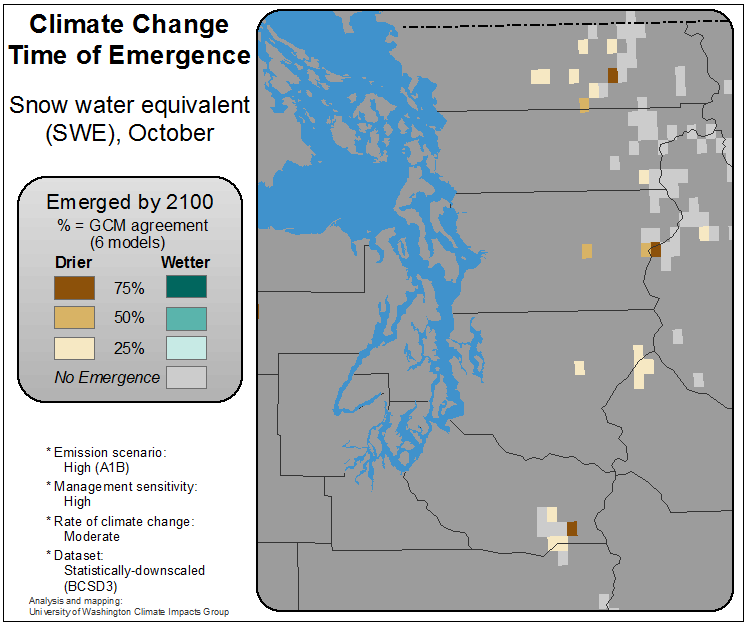 Climate Change
Time of Emergence
Snow water equivalent
(SWE), October
Emerged by 2100
% = GCM agreement
(6 models)
Drier Wetter
75%
50%
25%
No Emergence
* Emission scenario:
High (A1B)
* Management sensitivity:
High
* Rate of climate change:
Moderate
* Dataset:
Statistically-downscaled
(BCSD3)
Analysis and mapping:
University of Washington Climate Impacts Group